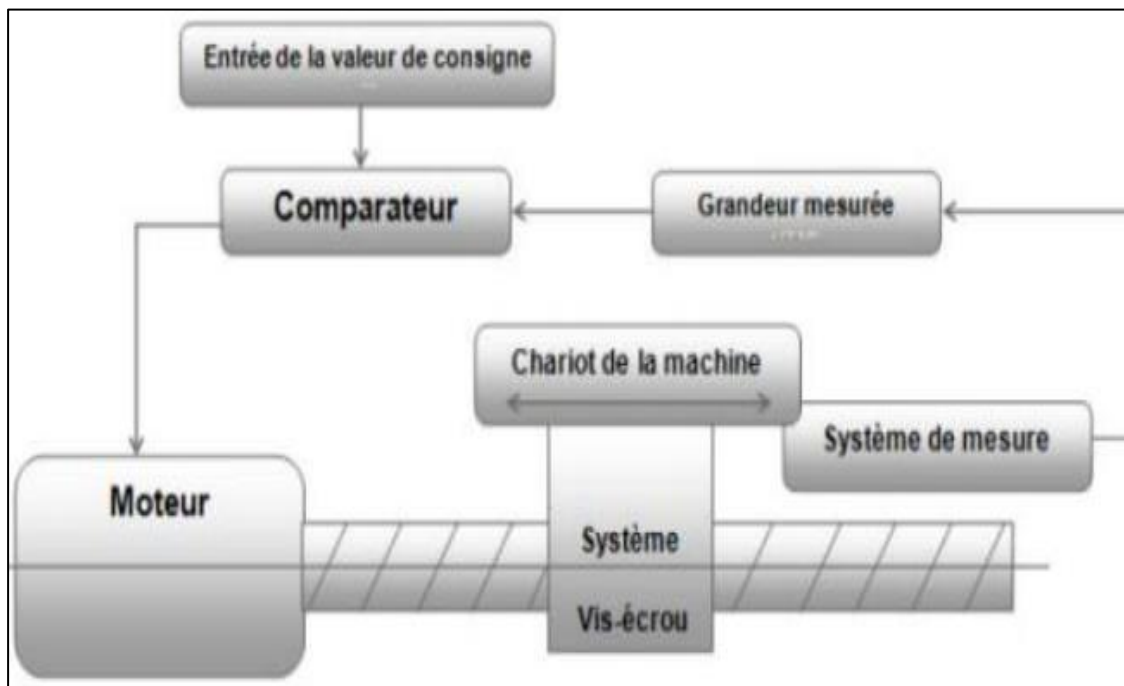 Entrée de la valeur de consigne
Comparateur
Grandeur mesurée
Chariot de la machine
Système de mesure
Moteur
Système
Vis-écrou